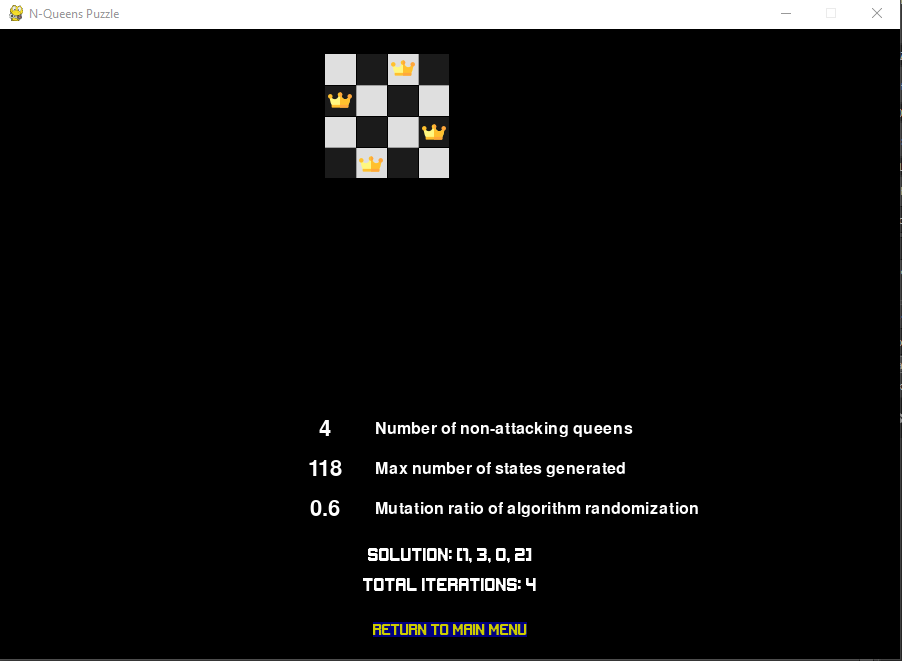 N-Queens Puzzle
4 Number of non-attacking queens
118 Max number of states generated
0.6 Mutation ratio of algorithm randomization
SOLUTION: [1, 3, 0, 2]
TOTAL ITERATIONS: 4
RETURN TO MAIN MENU